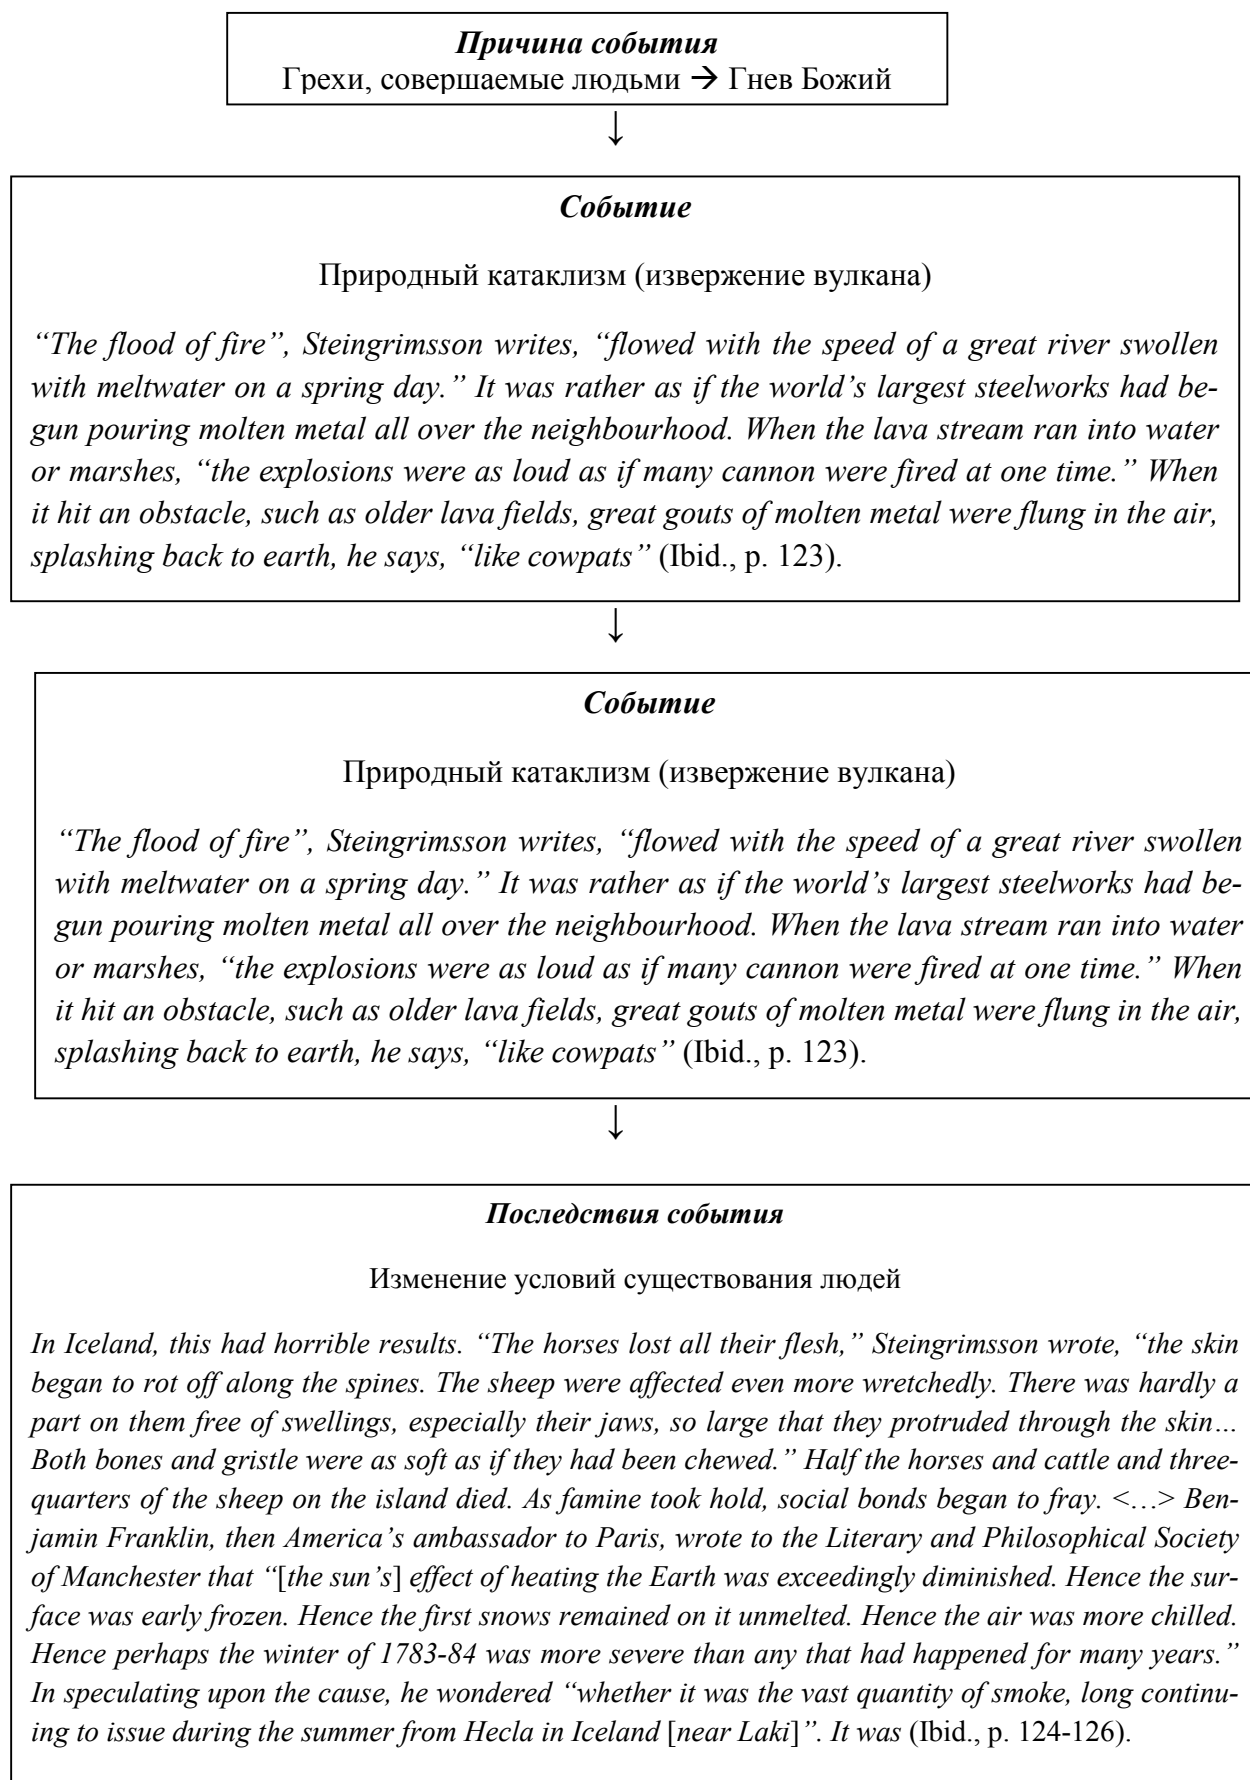 Причина события
Грехи, совершаемые людьми → Гнев Божий
↓
Событие
Природный катаклизм (извержение вулкана)
“The flood of fire”, Steingrimsson writes, “flowed with the speed of a great river swollen
with meltwater on a spring day.” It was rather as if the world’s largest steelworks had be-
gun pouring molten metal all over the neighbourhood. When the lava stream ran into water
or marshes, “the explosions were as loud as if many cannon were fired at one time.” When
it hit an obstacle, such as older lava fields, great gouts of molten metal were flung in the air,
splashing back to earth, he says, “like cowpats” (Ibid., p. 123).
↓
Событие
Природный катаклизм (извержение вулкана)
“The flood of fire”, Steingrimsson writes, “flowed with the speed of a great river swollen
with meltwater on a spring day.” It was rather as if the world’s largest steelworks had be-
gun pouring molten metal all over the neighbourhood. When the lava stream ran into water
or marshes, “the explosions were as loud as if many cannon were fired at one time.” When
it hit an obstacle, such as older lava fields, great gouts of molten metal were flung in the air,
splashing back to earth, he says, “like cowpats” (Ibid., p. 123).
↓
Последствия события
Изменение условий существования людей
In Iceland, this had horrible results. “The horses lost all their flesh,” Steingrimsson wrote, “the skin
began to rot off along the spines. The sheep were affected even more wretchedly. There was hardly a
part on them free of swellings, especially their jaws, so large that they protruded through the skin…
Both bones and gristle were as soft as if they had been chewed.” Half the horses and cattle and three-
quarters of the sheep on the island died. As famine took hold, social bonds began to fray. <…> Ben-
jamin Franklin, then America’s ambassador to Paris, wrote to the Literary and Philosophical Society
of Manchester that “[the sun’s] effect of heating the Earth was exceedingly diminished. Hence the sur-
face was early frozen. Hence the first snows remained on it unmelted. Hence the air was more chilled.
Hence perhaps the winter of 1783-84 was more severe than any that had happened for many years.”
In speculating upon the cause, he wondered “whether it was the vast quantity of smoke, long continu-
ing to issue during the summer from Hecla in Iceland [near Laki]”. It was (Ibid., p. 124-126).